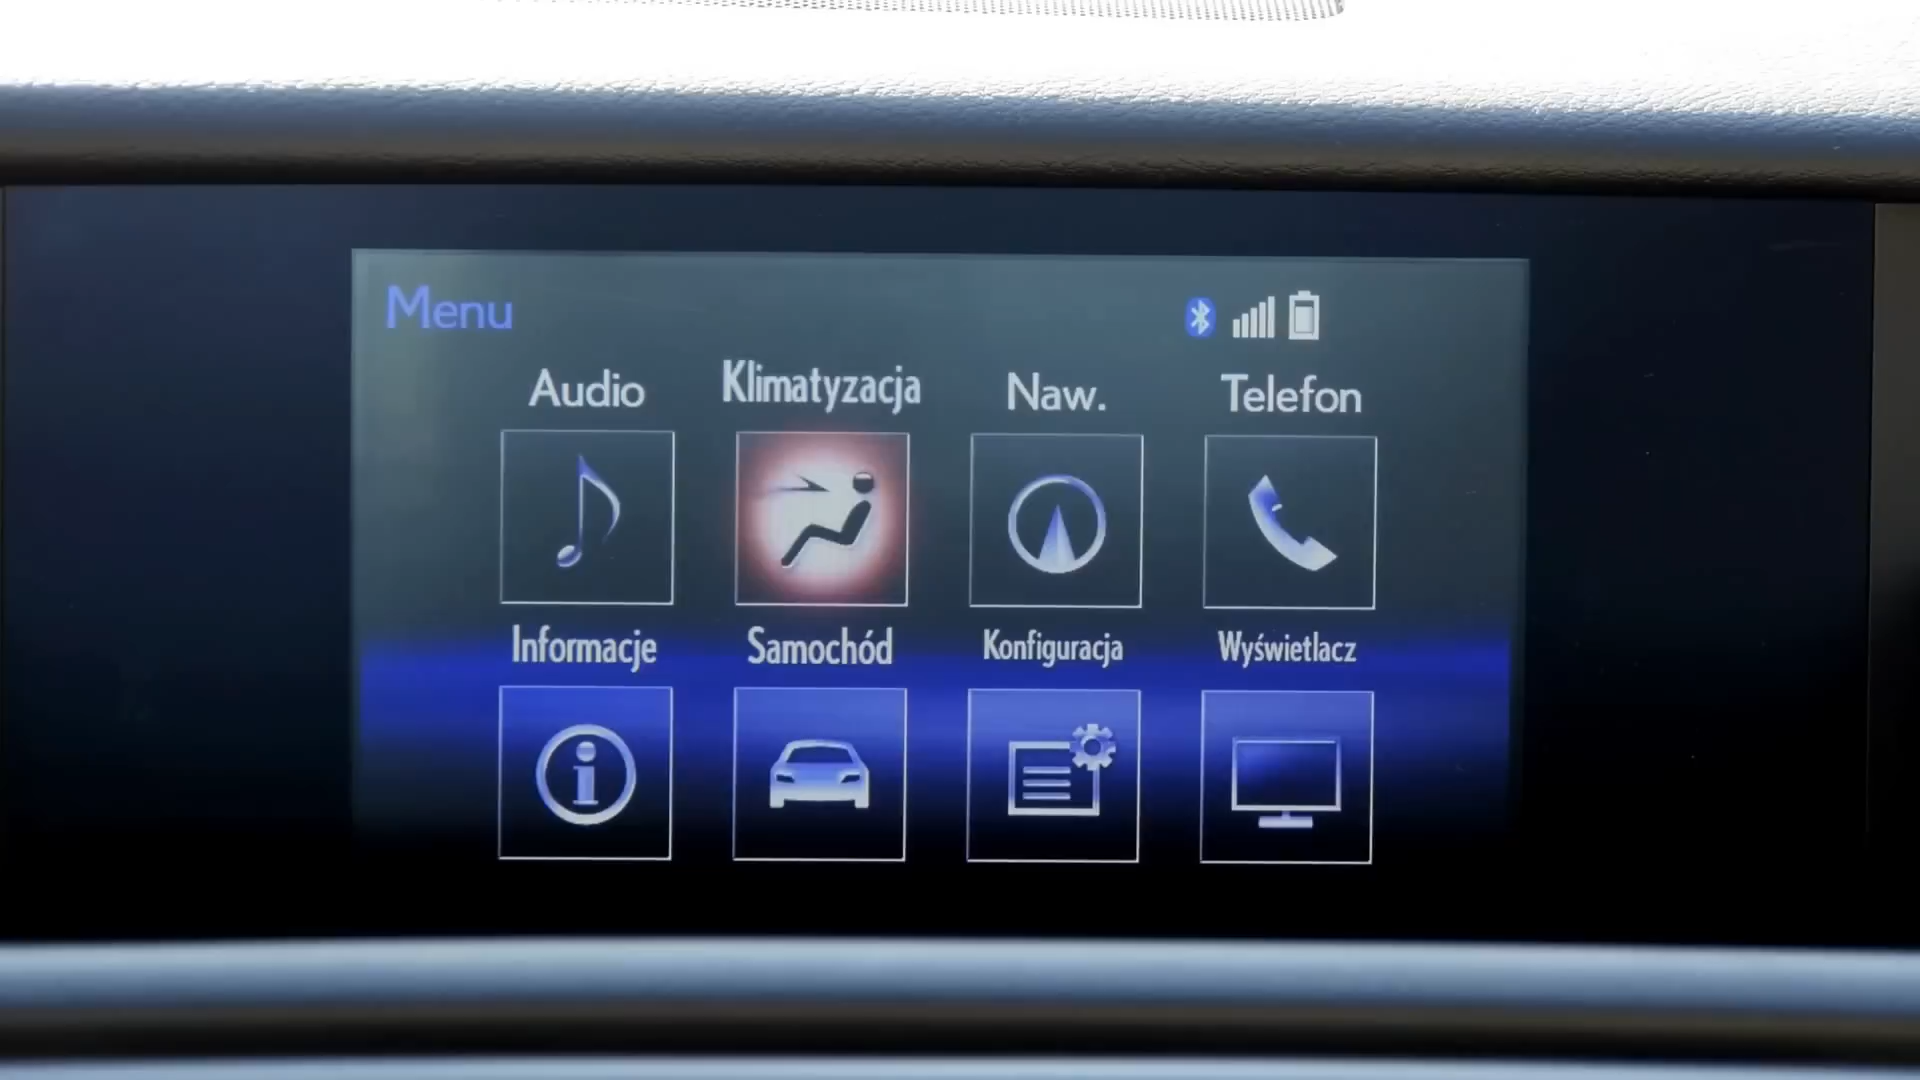 Menu
Audio
Klimatyzacja
Naw.
Telefon
Informacje
Samochód
Konfiguracja
Wyświetlacz